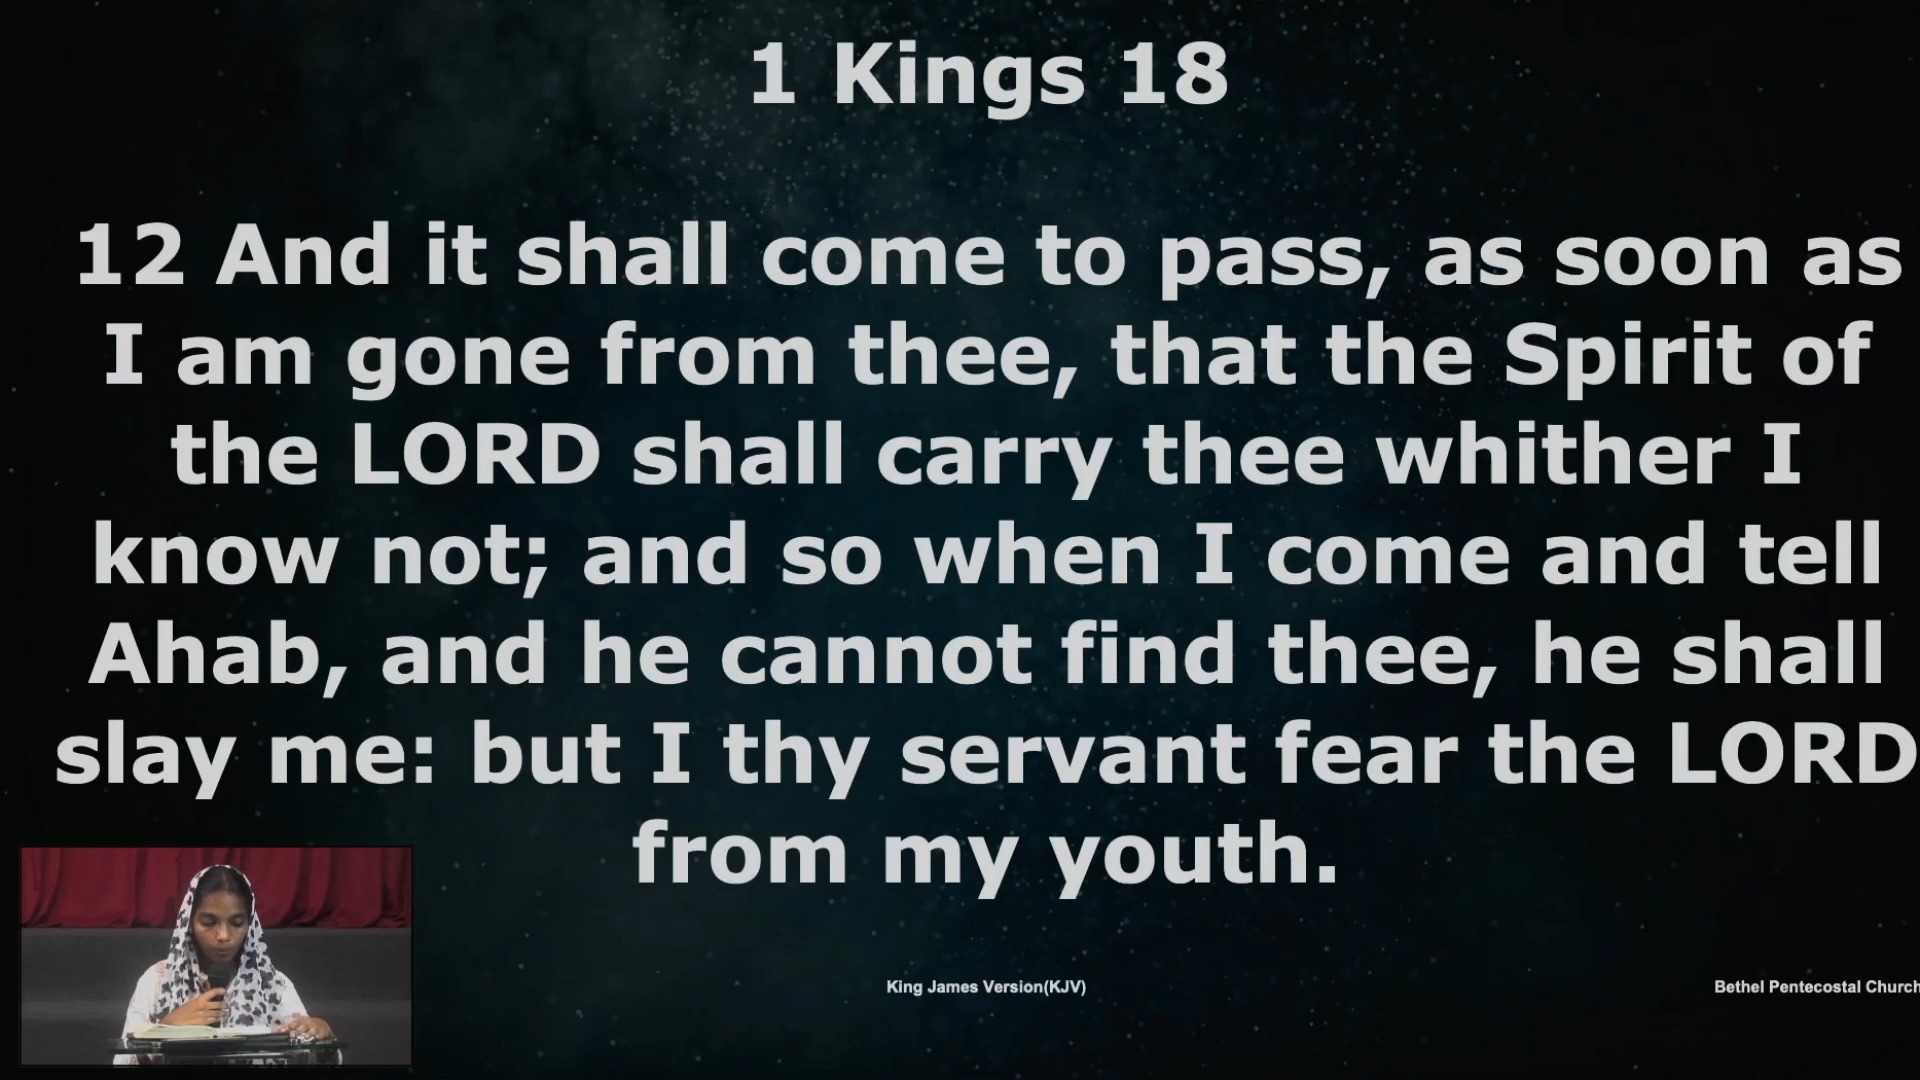 1 Kings 18
12 And it shall come to pass, as soon as
I am gone from thee, that the Spirit of
the LORD shall carry thee whither I
know not; and so when I come and tell
Ahab, and he cannot find thee, he shall
slay me: but I thy servant fear the LORD
from my youth.
King James Version(KJV)
Bethel Pentecostal Church